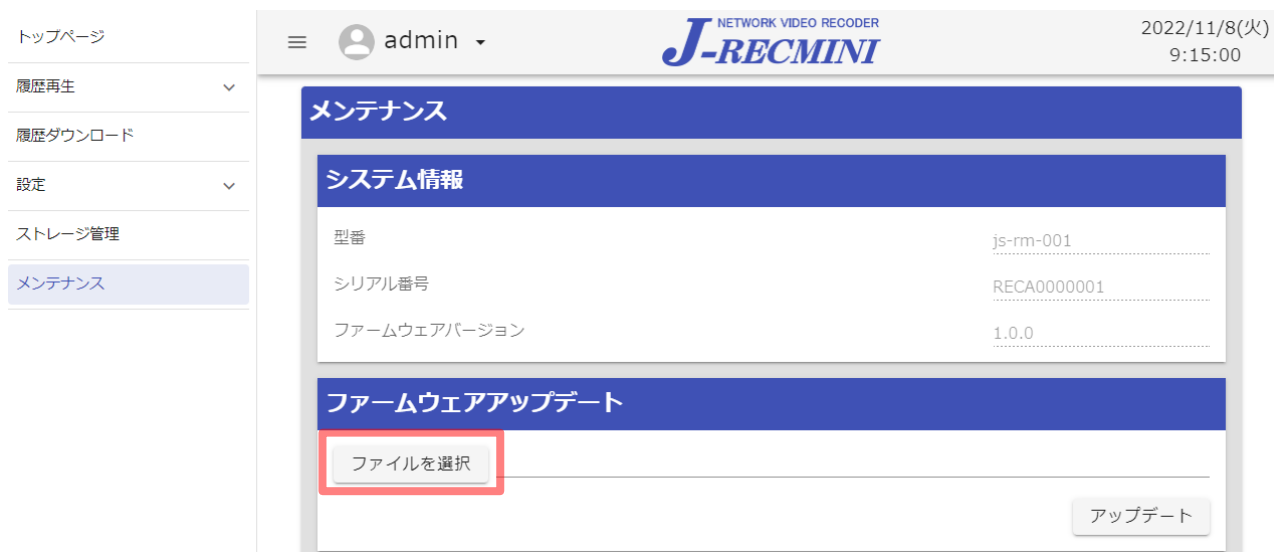 トップページ
履歴再生
履歴ダウンロード
設定
ストレージ管理
メンテナンス
admin
NETWORK VIDEO RECODER
J-RECMINI
2022/11/8(火)
9:15:00
メンテナンス
システム情報
型番 js-rm-001
シリアル番号 RECA0000001
ファームウェアバージョン 1.0.0
ファームウェアアップデート
ファイルを選択
アップデート